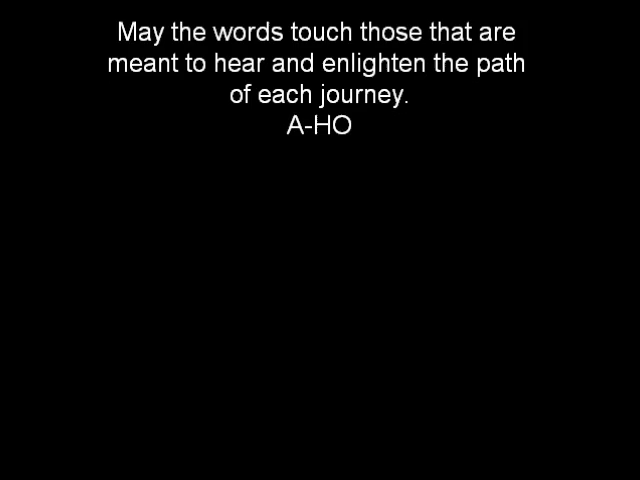 May the words touch those that are
meant to hear and enlighten the path
of each journey.
A-HO